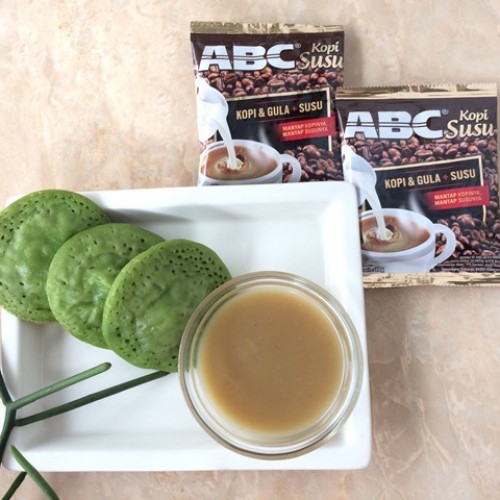 ABC®
Kopi
Susu
KOPI & GULA + SUSU
MANTAP KOPINYA,
MANTAP SUSUNYA
ABC®
Kopi
Susu
KOPI & GULA + SUSU
MANTAP KOPINYA,
MANTAP SUSUNYA